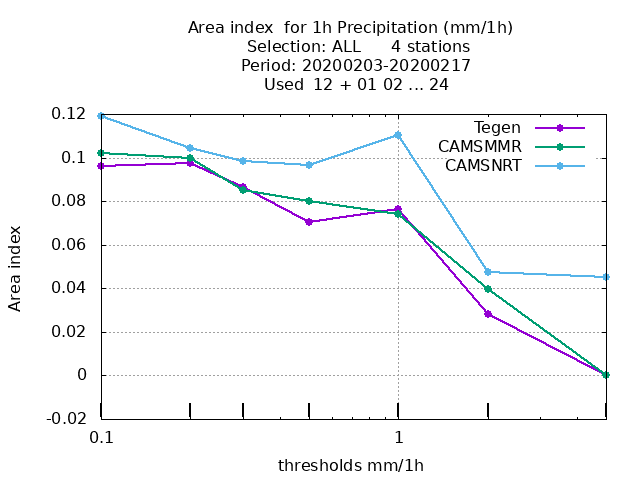 Area index  for 1h Precipitation (mm/1h)
Selection: ALL      4 stations
Period: 20200203-20200217
Used  12 + 01 02 ... 24
Tegen
CAMSMMR
CAMSNRT
0.12
0.1
0.08
0.06
0.04
0.02
0
-0.02
Area index
0.1
1
thresholds mm/1h